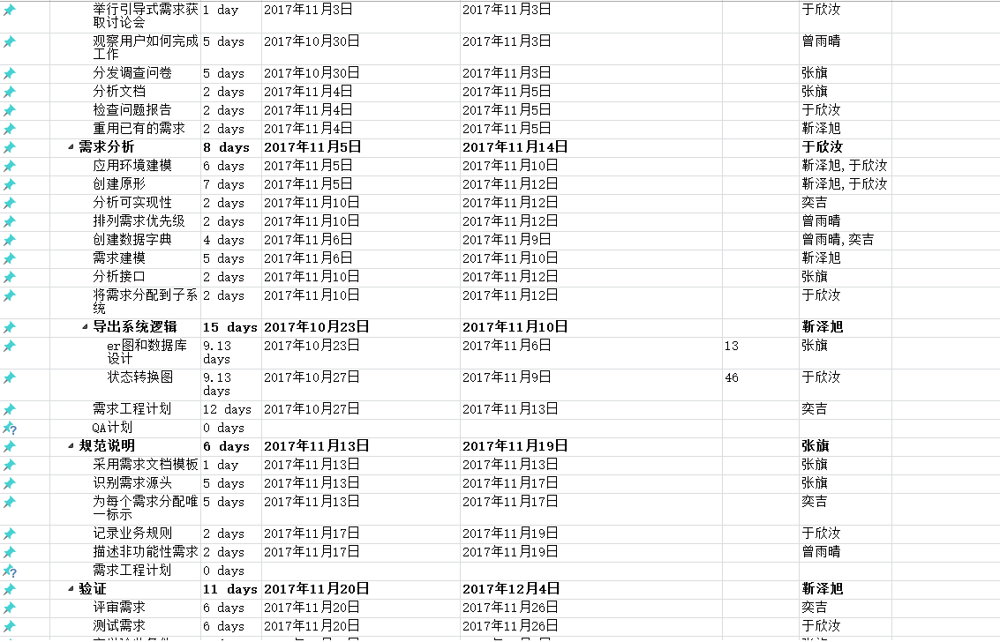 举行引导式需求获 1 day 2017年11月3日 2017年11月3日 于欣汝
取讨论会
观察用户如何完成 5 days 2017年10月30日 2017年11月3日 曾雨晴
工作
分发调查问卷 5 days 2017年10月30日 2017年11月3日 张旗
分析文档 2 days 2017年11月4日 2017年11月5日 张旗
检查问题报告 2 days 2017年11月4日 2017年11月5日 于欣汝
重用已有的需求 2 days 2017年11月4日 2017年11月5日 靳泽旭
需求分析 8 days 2017年11月5日 2017年11月14日 于欣汝
应用环境建模 6 days 2017年11月5日 2017年11月10日 靳泽旭,于欣汝
创建原形 7 days 2017年11月5日 2017年11月12日 靳泽旭,于欣汝
分析可实现性 2 days 2017年11月10日 2017年11月12日 奕吉
排列需求优先级 2 days 2017年11月10日 2017年11月12日 曾雨晴
创建数据字典 4 days 2017年11月6日 2017年11月9日 曾雨晴,奕吉
需求建模 5 days 2017年11月6日 2017年11月10日 靳泽旭
分析接口 2 days 2017年11月10日 2017年11月12日 张旗
将需求分配到子系 2 days 2017年11月10日 2017年11月12日 于欣汝
统
导出系统逻辑 15 days 2017年10月23日 2017年11月10日 靳泽旭
er图和数据库 9.13 2017年10月23日 2017年11月6日 13 张旗
设计 days
状态转换图 9.13 2017年10月27日 2017年11月9日 46 于欣汝
days
需求工程计划 12 days 2017年10月27日 2017年11月13日 奕吉
QA计划 0 days
规范说明 6 days 2017年11月13日 2017年11月19日 张旗
采用需求文档模板 1 day 2017年11月13日 2017年11月13日 张旗
识别需求源头 5 days 2017年11月13日 2017年11月17日 张旗
为每个需求分配唯 5 days 2017年11月13日 2017年11月17日 奕吉
一标示
记录业务规则 2 days 2017年11月17日 2017年11月19日 于欣汝
描述非功能性需求 2 days 2017年11月17日 2017年11月19日 曾雨晴
需求工程计划 0 days
验证 11 days 2017年11月20日 2017年12月4日 靳泽旭
评审需求 6 days 2017年11月20日 2017年11月26日 奕吉
测试需求 6 days 2017年11月20日 2017年11月26日 于欣汝